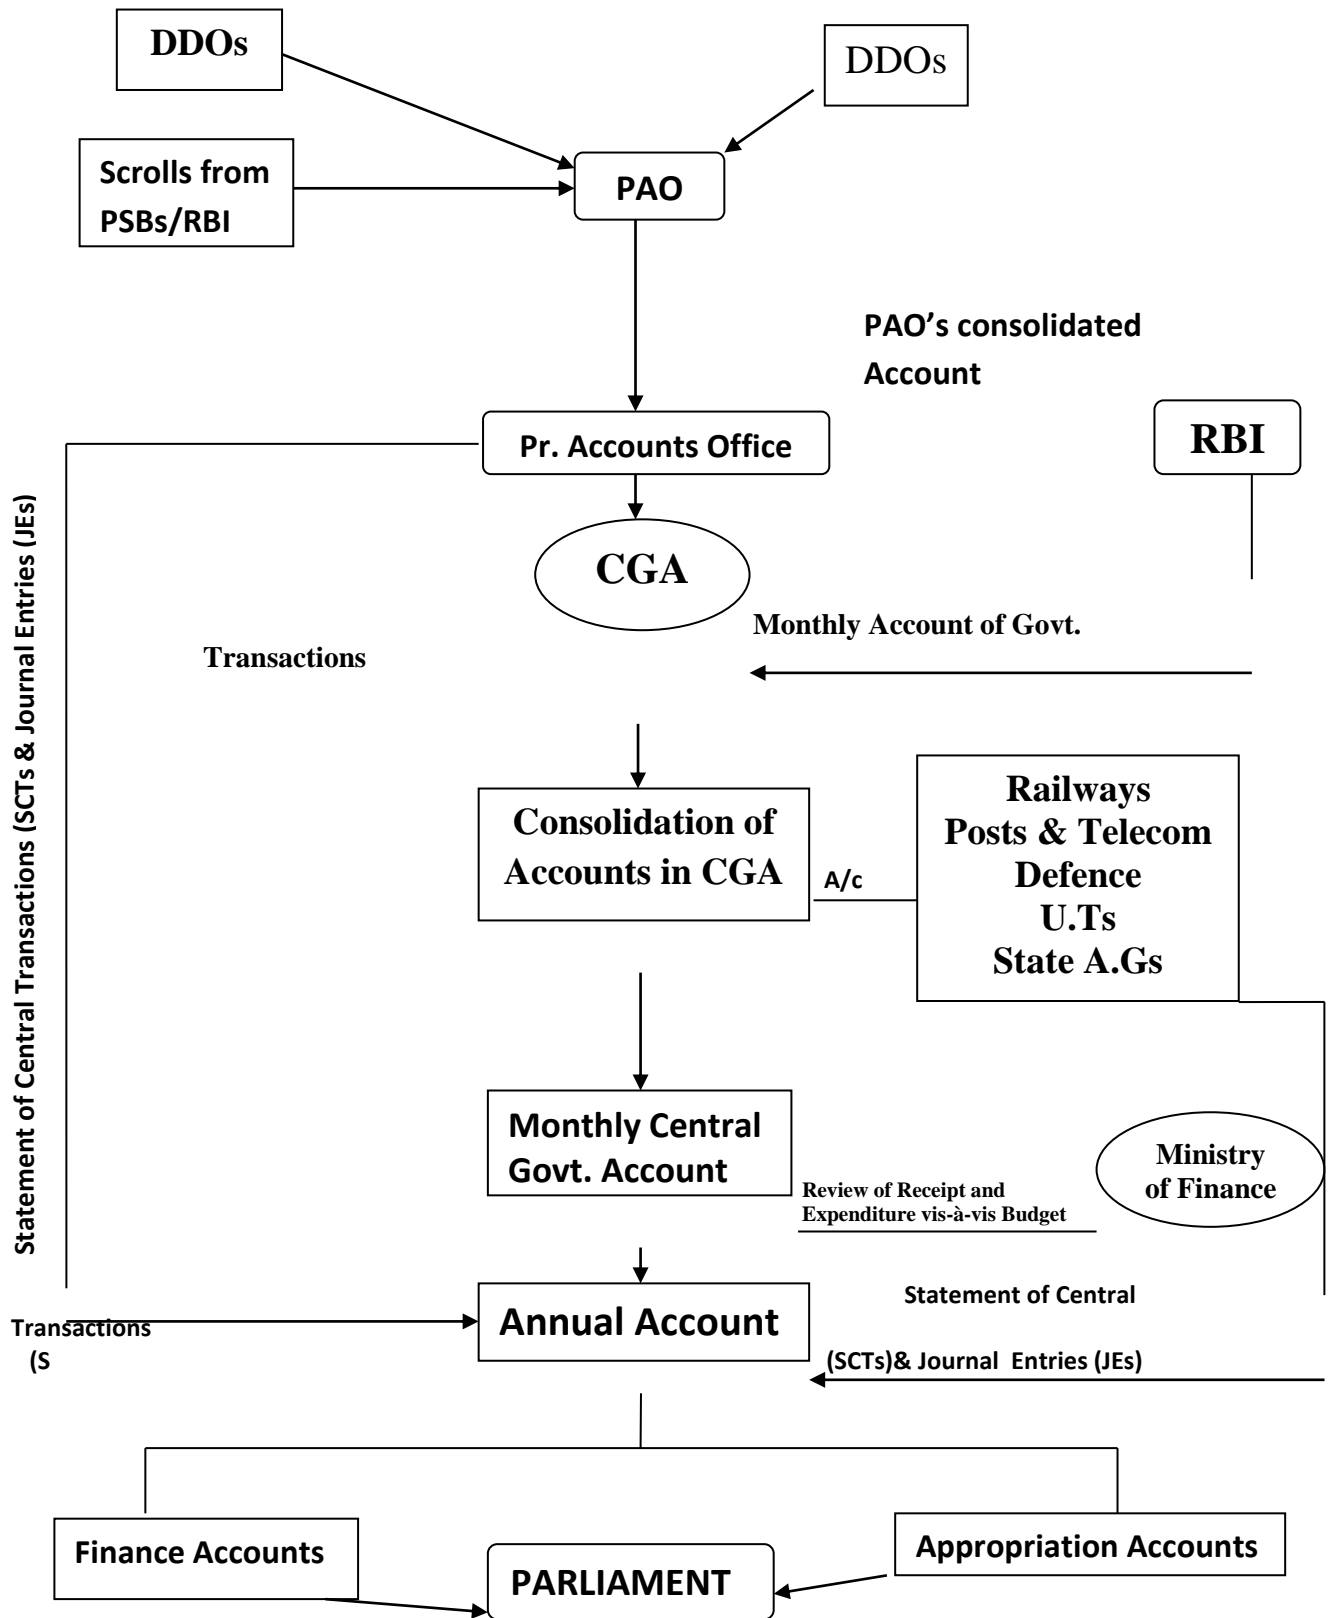 DDOs
DDOs
Scrolls from
PSBs/RBI
PAO
PAO’s consolidated
Account
Pr. Accounts Office
RBI
CGA
Monthly Account of Govt.
Transactions
Statement of Central Transactions (SCTs & Journal Entries (JEs)
Consolidation of
Accounts in CGA
A/c
Railways
Posts & Telecom
Defence
U.Ts
State A.Gs
Monthly Central
Govt. Account
Ministry
of Finance
Review of Receipt and
Expenditure vis-à-vis Budget
Annual Account
Statement of Central
Transactions
(S
(SCTs)& Journal Entries (JEs)
Finance Accounts
PARLIAMENT
Appropriation Accounts